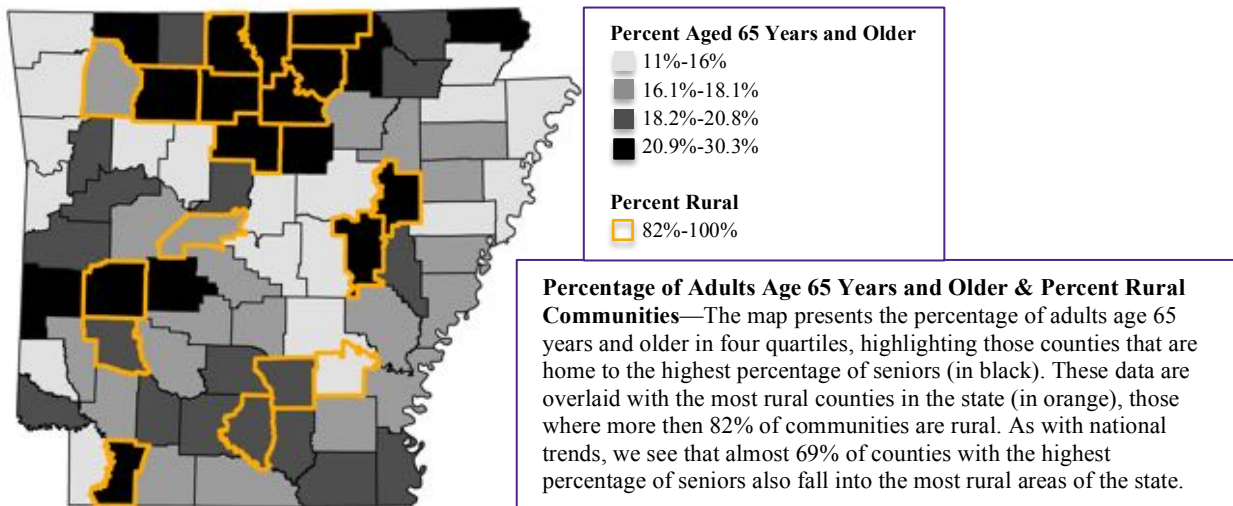 Percent Aged 65 Years and Older
11%-16%
16.1%-18.1%
18.2%-20.8%
20.9%-30.3%
Percent Rural
82%-100%
Percentage of Adults Age 65 Years and Older & Percent Rural
Communities—The map presents the percentage of adults age 65
years and older in four quartiles, highlighting those counties that are
home to the highest percentage of seniors (in black). These data are
overlaid with the most rural counties in the state (in orange), those
where more then 82% of communities are rural. As with national
trends, we see that almost 69% of counties with the highest
percentage of seniors also fall into the most rural areas of the state.